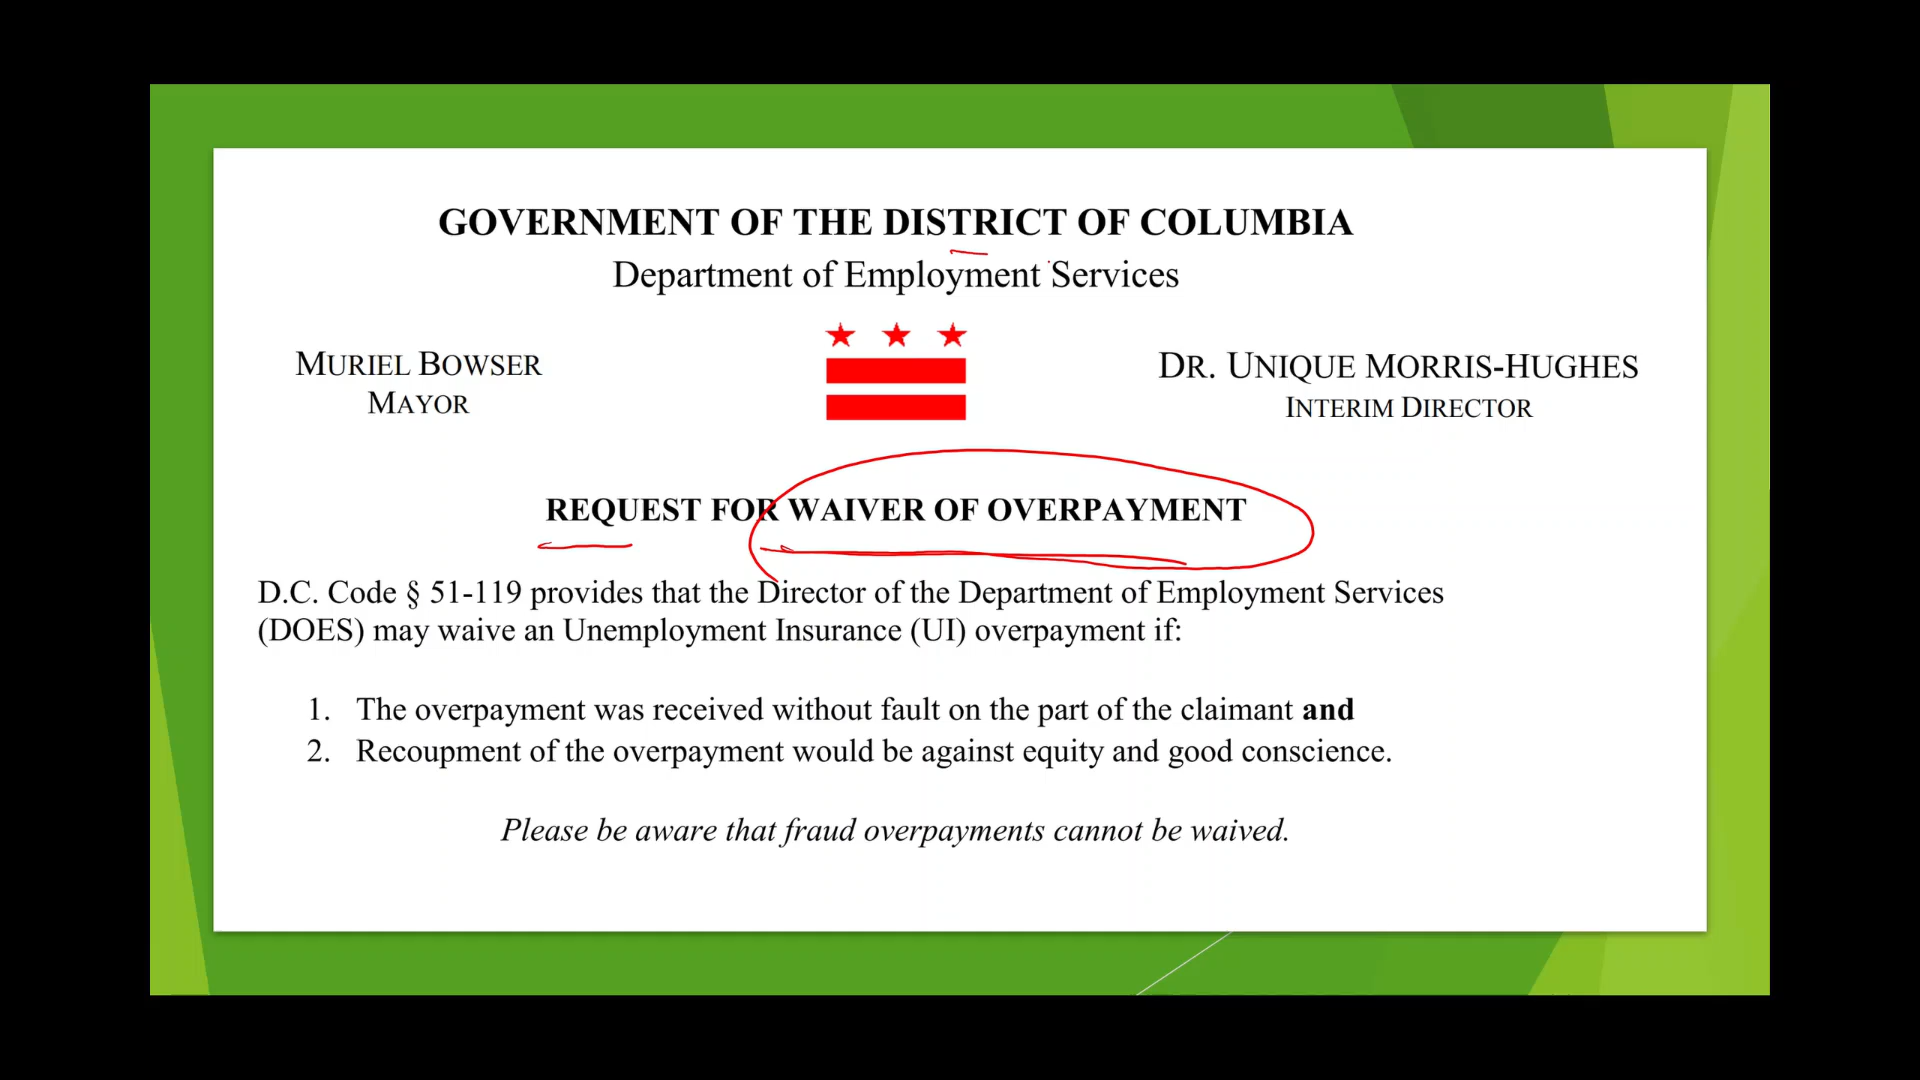 GOVERNMENT OF THE DISTRICT OF COLUMBIA
Department of Employment Services
MURIEL BOWSER
MAYOR
DR. UNIQUE MORRIS-HUGHES
INTERIM DIRECTOR
REQUEST FOR WAIVER OF OVERPAYMENT
D.C. Code § 51-119 provides that the Director of the Department of Employment Services
(DOES) may waive an Unemployment Insurance (UI) overpayment if:
1. The overpayment was received without fault on the part of the claimant and
2. Recoupment of the overpayment would be against equity and good conscience.
Please be aware that fraud overpayments cannot be waived.